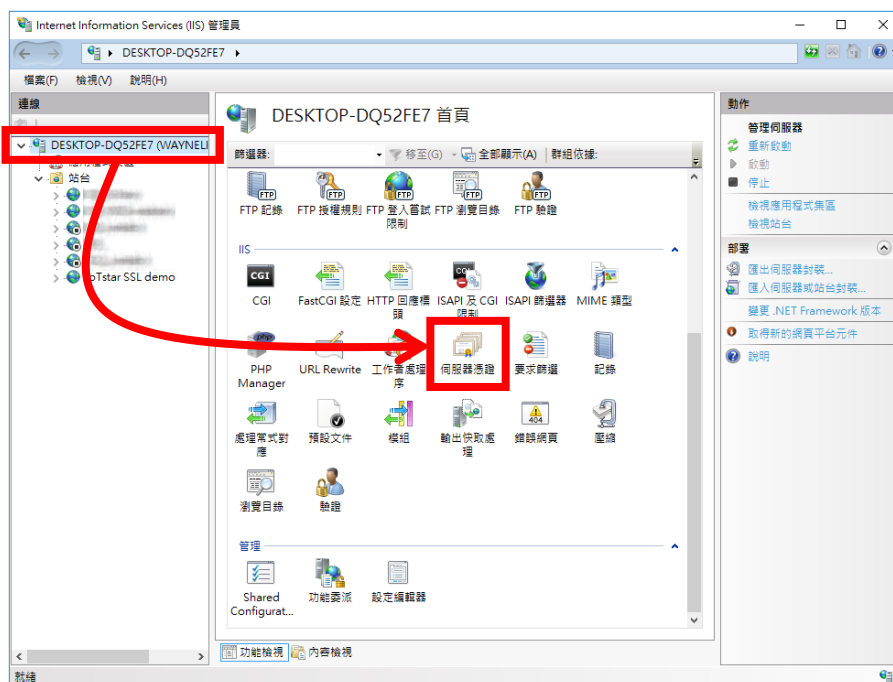 Internet Information Services (IIS) 管理員
DESKTOP-DQ52FE7
檔案(F) 檢視(V) 說明(H)
連線
DESKTOP-DQ52FE7 (WAYNELI
站台
IoTstar SSL demo
DESKTOP-DQ52FE7 首頁
篩選器: 移至(G) 全部顯示(A) 群組依據:
FTP FTP FTP FTP FTP
FTP 記錄 FTP 授權規則 FTP 登入嘗試限制 FTP 瀏覽目錄 FTP 驗證
IIS
CGI
CGI FastCGI 設定 HTTP 回應標頭 ISAPI 及 CGI 限制 ISAPI 篩選器 MIME 類型
PHP Manager URL Rewrite 工作者處理序 伺服器憑證 要求篩選 記錄
404
處理常式對應 預設文件 模組 輸出快取處理 錯誤網頁 壓縮
瀏覽目錄 驗證
管理
Shared Configurat... 功能委派 設定編輯器
功能檢視 內容檢視
動作
管理伺服器
重新啟動
啟動
停止
檢視應用程式集區
檢視站台
部署
匯出伺服器封裝...
匯入伺服器或站台封裝...
變更 .NET Framework 版本
取得新的網頁平台元件
說明
就緒